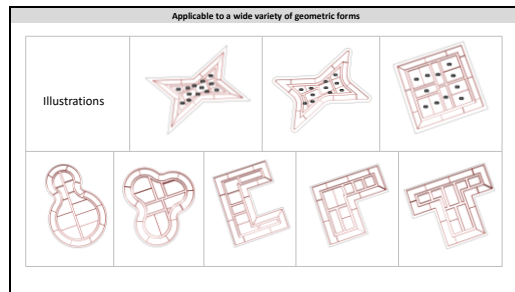 Applicable to a wide variety of geometric forms
Illustrations